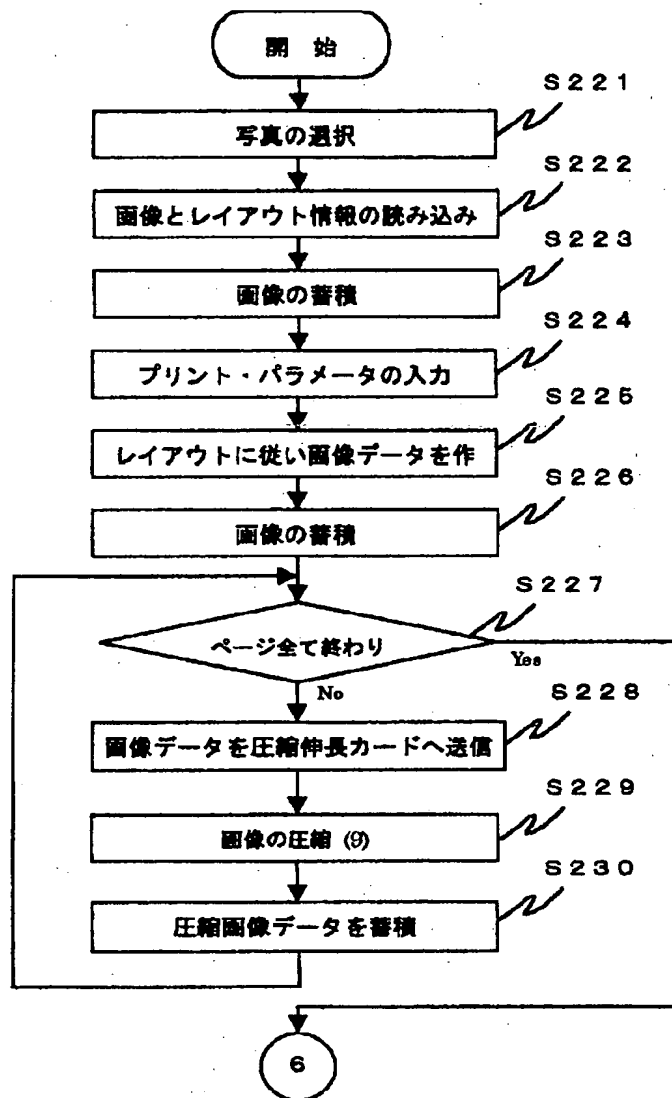 開 始
S221
写真の選択
S222
画像とレイアウト情報の読み込み
S223
画像の蓄積
S224
プリント・パラメータの入力
S225
レイアウトに従い画像データを作
S226
画像の蓄積
S227
ページ全て終わり
Yes
No
S228
画像データを圧縮伸長カードへ送信
S229
画像の圧縮 (9)
S230
圧縮画像データを蓄積
6